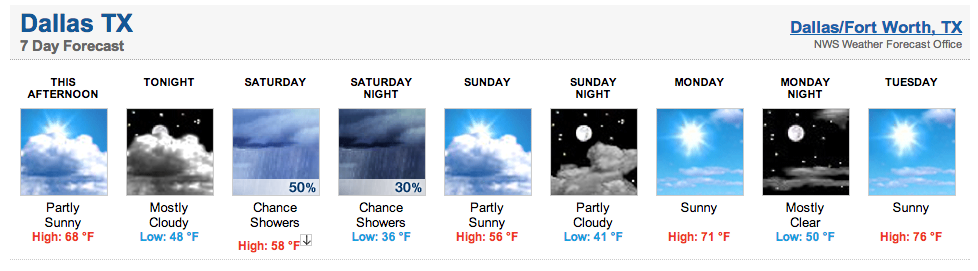 Dallas TX
7 Day Forecast
Dallas/Fort Worth, TX
NWS Weather Forecast Office
THIS
AFTERNOON
Partly
Sunny
High: 68 °F
TONIGHT
Mostly
Cloudy
Low: 48 °F
SATURDAY
50%
Chance
Showers
High: 58 °F
SATURDAY
NIGHT
30%
Chance
Showers
Low: 36 °F
SUNDAY
Partly
Sunny
High: 56 °F
SUNDAY
NIGHT
Partly
Cloudy
Low: 41 °F
MONDAY
Sunny
High: 71 °F
MONDAY
NIGHT
Mostly
Clear
Low: 50 °F
TUESDAY
Sunny
High: 76 °F